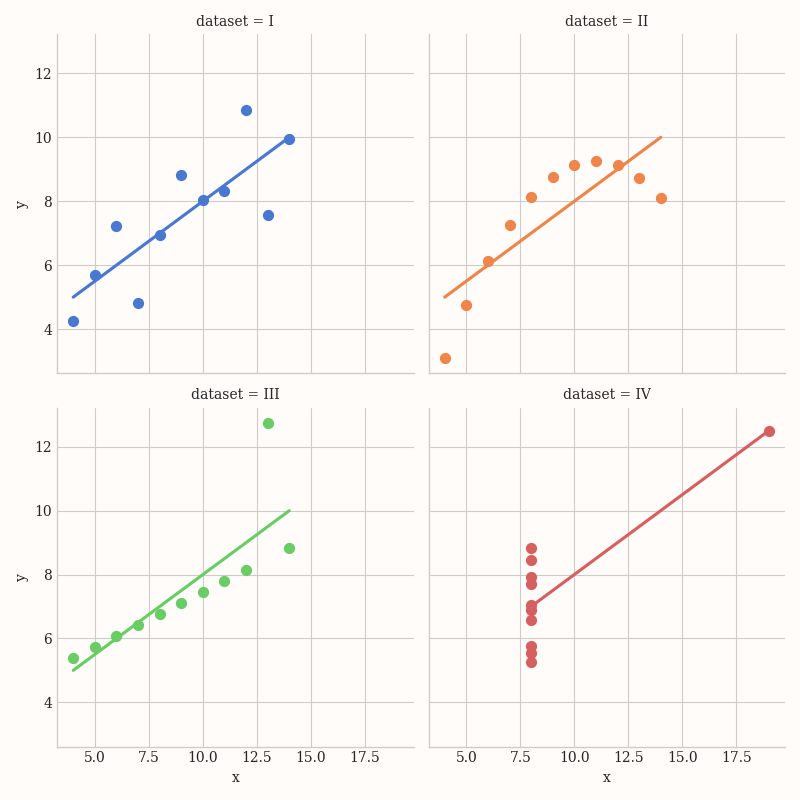 dataset = I
dataset = II
12
10
8
6
4
y
dataset = III
dataset = IV
12
10
8
6
4
y
5.0 7.5 10.0 12.5 15.0 17.5
5.0 7.5 10.0 12.5 15.0 17.5
x
x